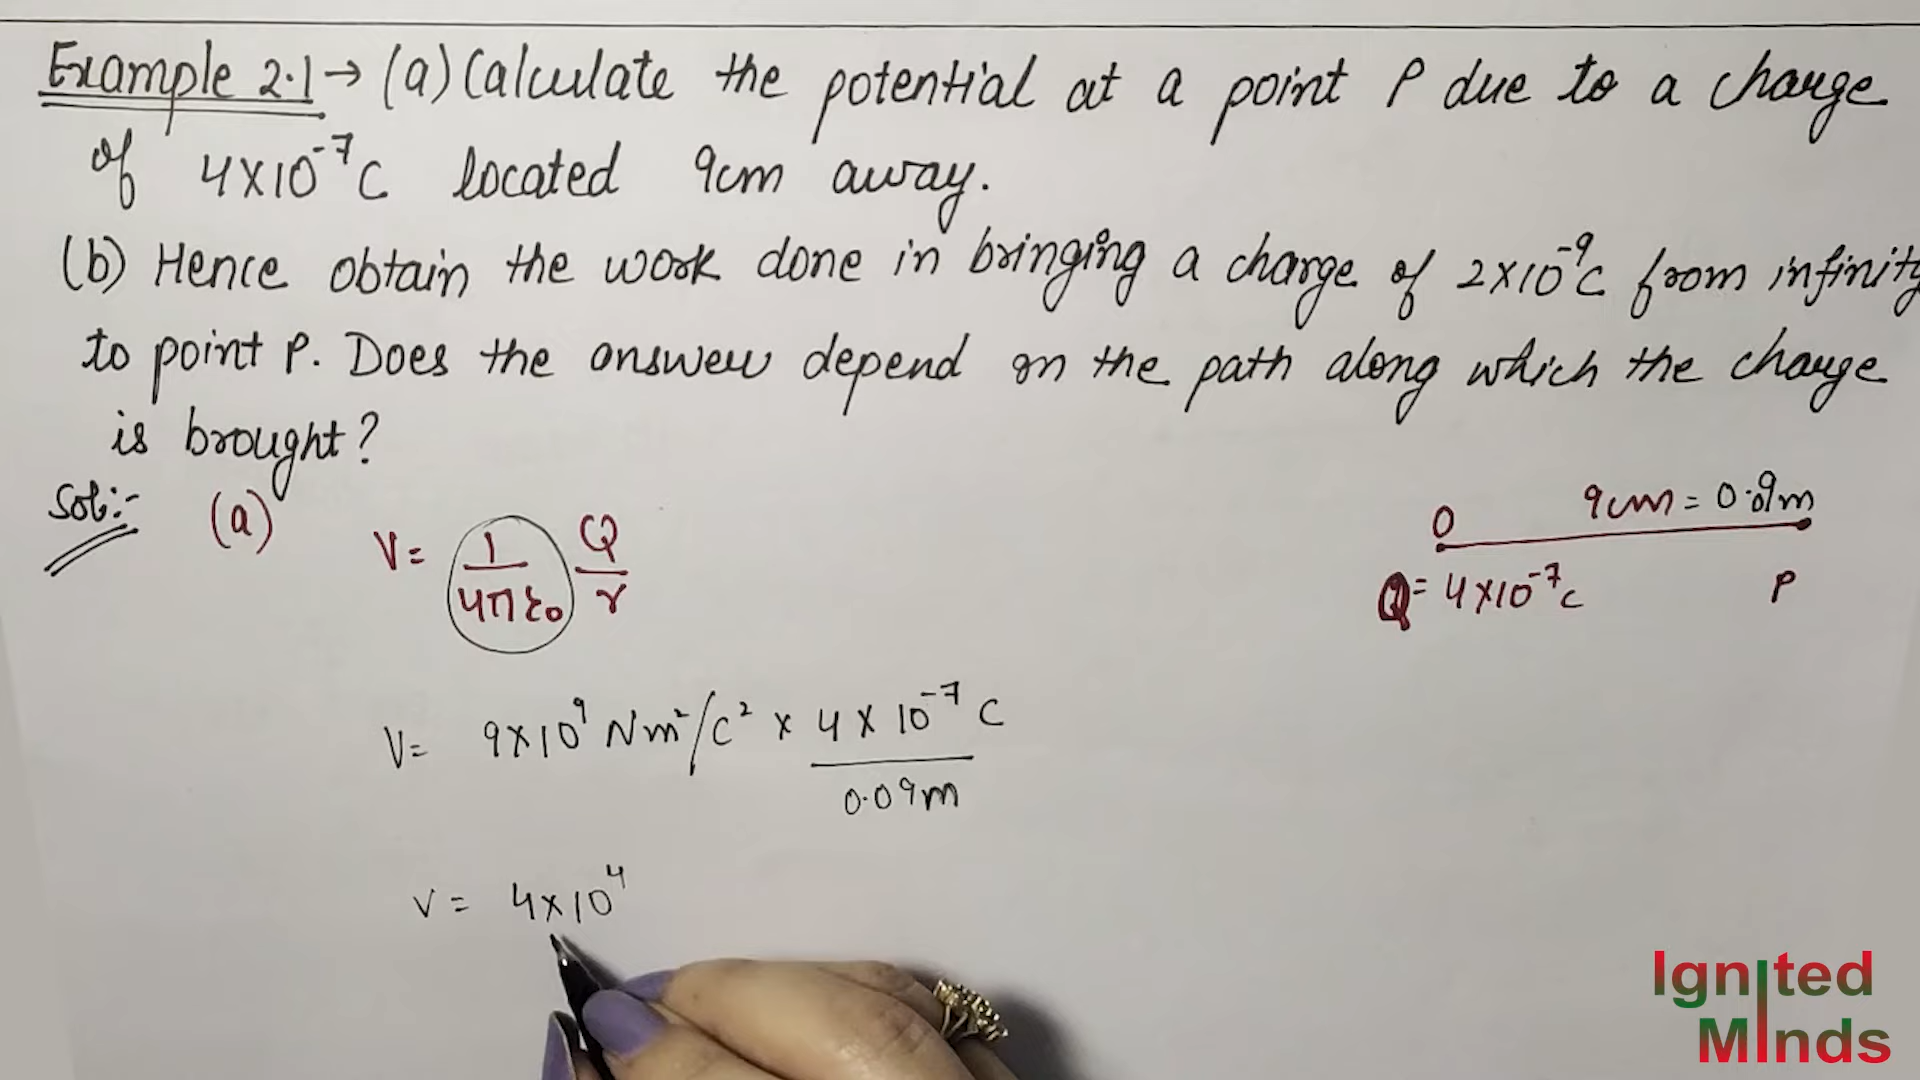 Example 2.1 → (a) Calculate the potential at a point P due to a charge
of 4×10⁻⁷C located 9cm away.
(b) Hence obtain the work done in bringing a charge of 2×10⁻⁹C from infinity
to point P. Does the answer depend on the path along which the charge
is brought?
Sol:- (a)
V = 1/4πε₀ Q/r
O 9cm = 0.09m
Q = 4×10⁻⁷C P
V = 9×10⁹ Nm²/C² × 4×10⁻⁷ C
0.09m
V = 4×10⁴
Ignited
Minds